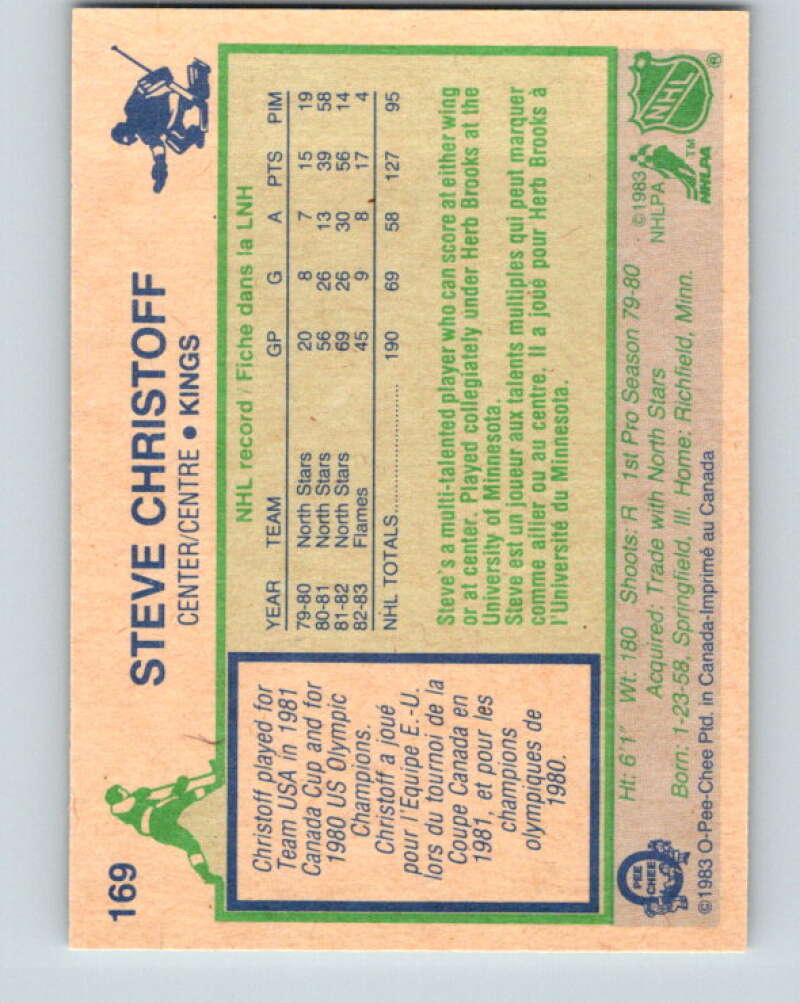 169
STEVE CHRISTOFF
CENTER/CENTRE • KINGS
Christoff played for
Team USA in 1981
Canada Cup and for
1980 US Olympic
Champions.
Christoff a joué
pour l'Equipe E.-U.
lors du tournoi de la
Coupe Canada en
1981, et pour les
champions
olympiques de
1980.
NHL record / Fiche dans la LNH
YEAR TEAM GP G A PTS PIM
79-80 North Stars 20 8 7 15 19
80-81 North Stars 56 26 13 39 58
81-82 North Stars 69 26 30 56 14
82-83 Flames 45 9 8 17 4
NHL TOTALS.................... 190 69 58 127 95
Steve's a multi-talented player who can score at either wing
or at center. Played collegiately under Herb Brooks at the
University of Minnesota.
Steve est un joueur aux talents multiples qui peut marquer
comme ailier ou au centre. Il a joué pour Herb Brooks à
l'Université du Minnesota.
Ht: 6'1" Wt: 180 Shoots: R 1st Pro Season 79-80
Acquired: Trade with North Stars
Born: 1-23-58, Springfield, Ill. Home: Richfield, Minn.
©1983 O-Pee-Chee Ptd. in Canada-Imprimé au Canada
O
PEE
CHEE
©1983
NHLPA
TM
NHLPA
NHL
®